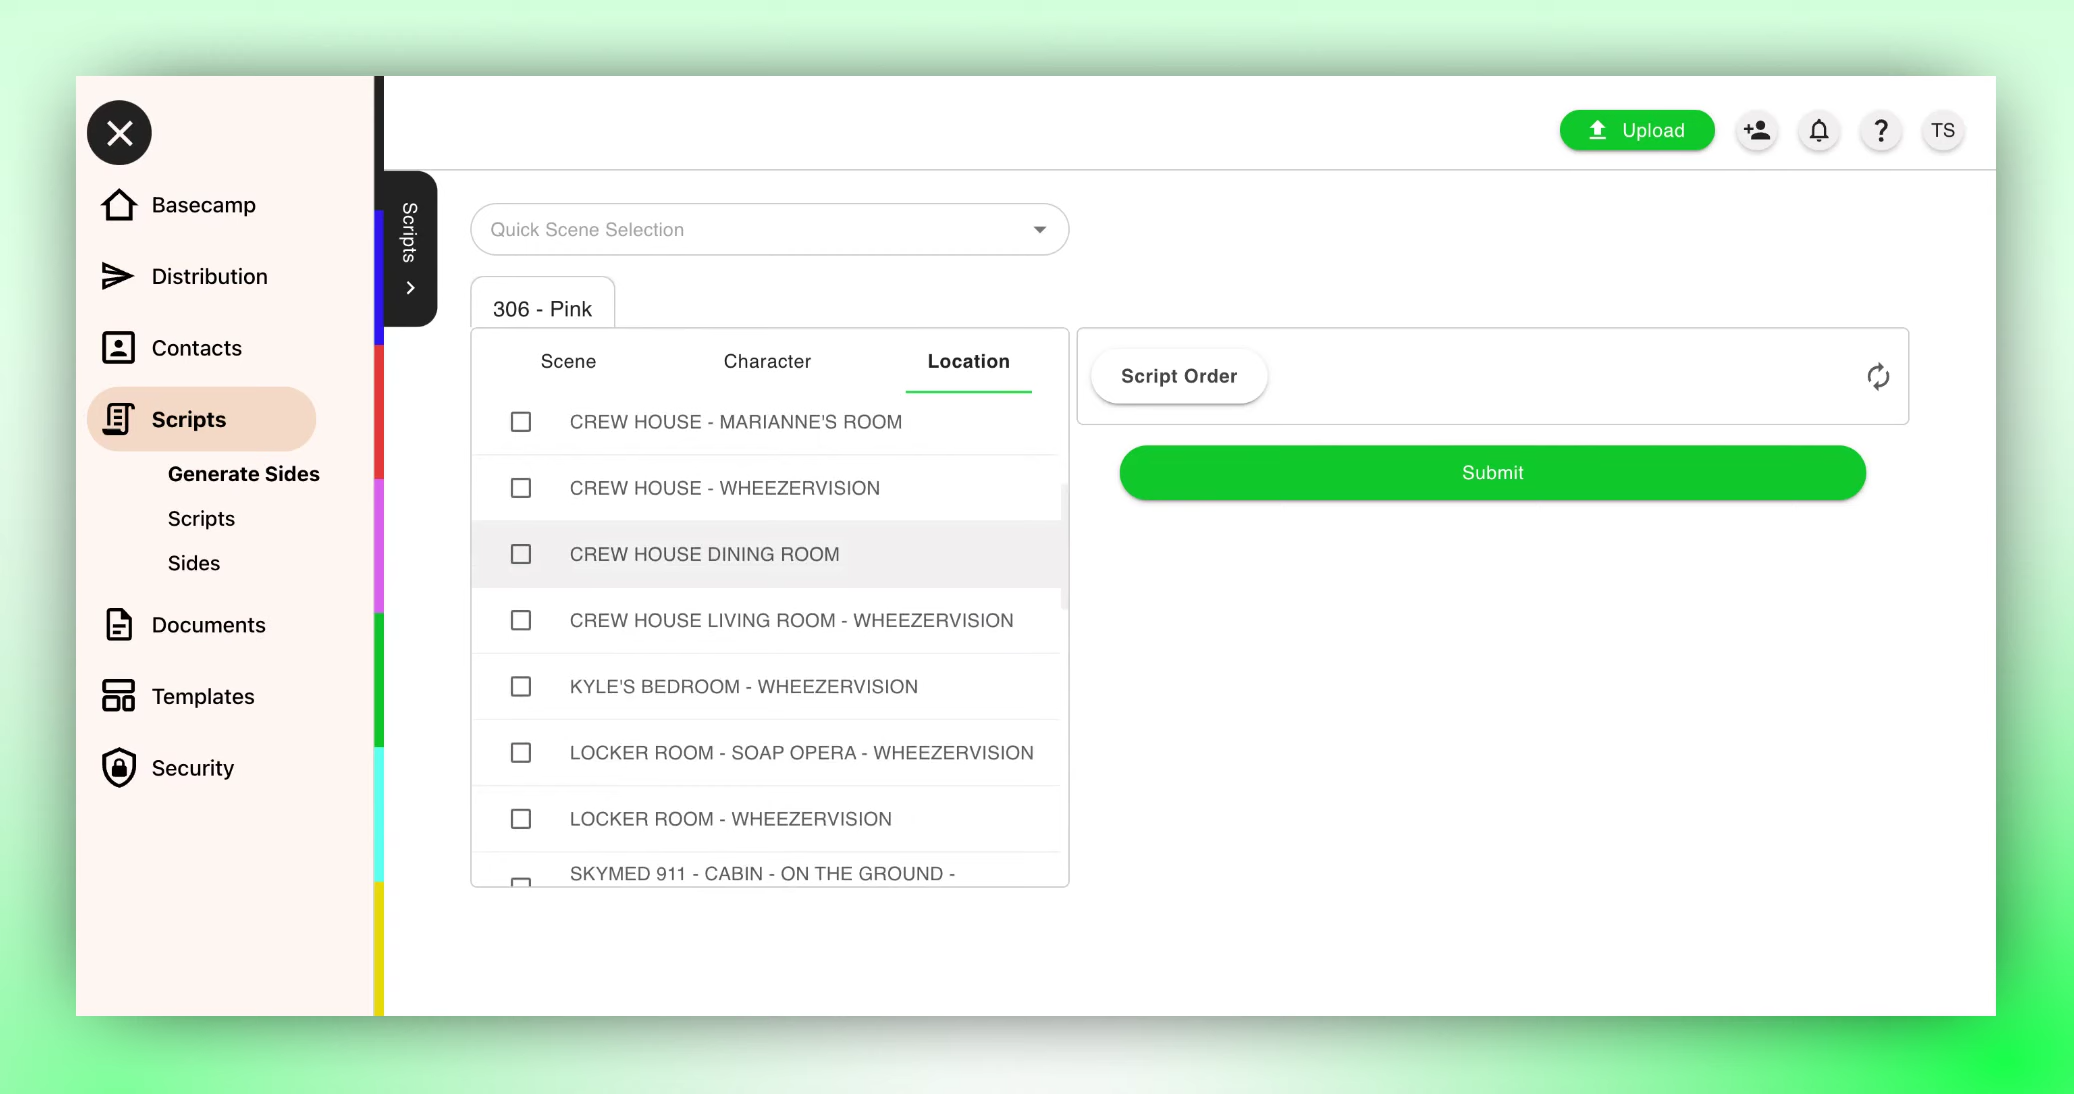 Upload
?
TS
Basecamp
Distribution
Contacts
Scripts
Generate Sides
Scripts
Sides
Documents
Templates
Security
Scripts
Quick Scene Selection
306 - Pink
Scene
Character
Location
CREW HOUSE - MARIANNE'S ROOM
CREW HOUSE - WHEEZERVISION
CREW HOUSE DINING ROOM
CREW HOUSE LIVING ROOM - WHEEZERVISION
KYLE'S BEDROOM - WHEEZERVISION
LOCKER ROOM - SOAP OPERA - WHEEZERVISION
LOCKER ROOM - WHEEZERVISION
SKYMED 911 - CABIN - ON THE GROUND -
Script Order
Submit